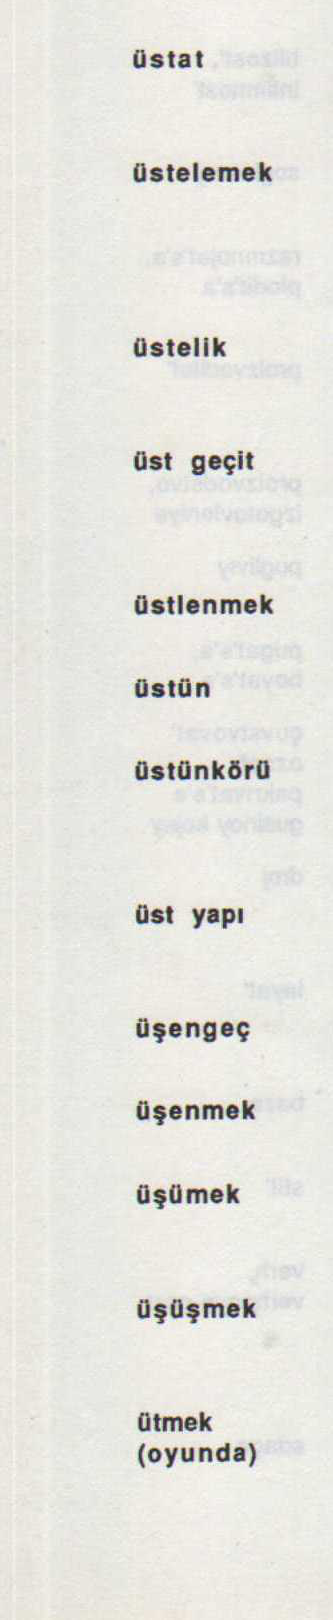 üstat
üstelemek
üstelik
üst geçit
üstlenmek
üstün
üstünkörü
üst yapı
üşengeç
üşenmek
üşümek
üşüşmek
ütmek
(oyunda)